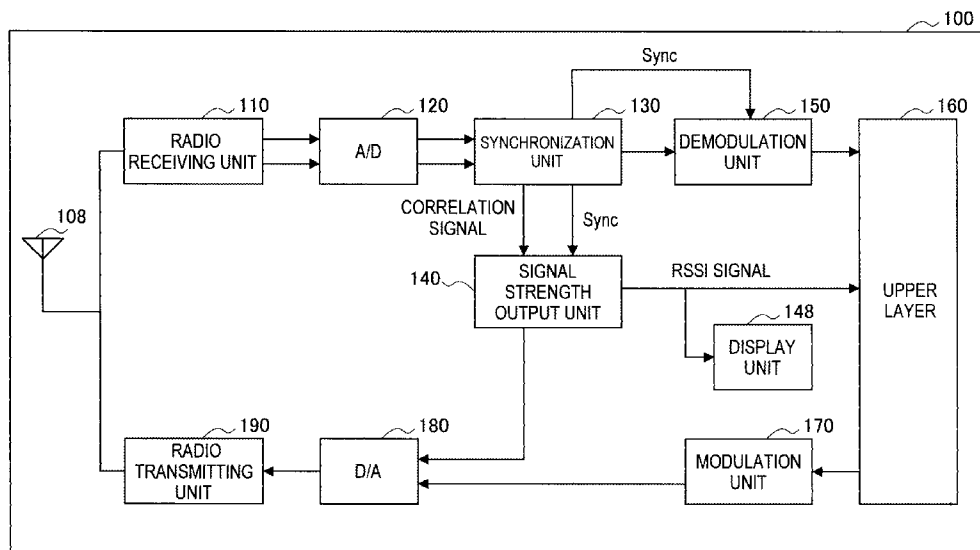 100
Sync
110
120
130
150
160
RADIO
RECEIVING UNIT
A/D
SYNCHRONIZATION
UNIT
DEMODULATION
UNIT
108
CORRELATION
SIGNAL
Sync
140
SIGNAL
STRENGTH
OUTPUT UNIT
RSSI SIGNAL
UPPER
LAYER
148
DISPLAY
UNIT
190
180
170
RADIO
TRANSMITTING
UNIT
D/A
MODULATION
UNIT